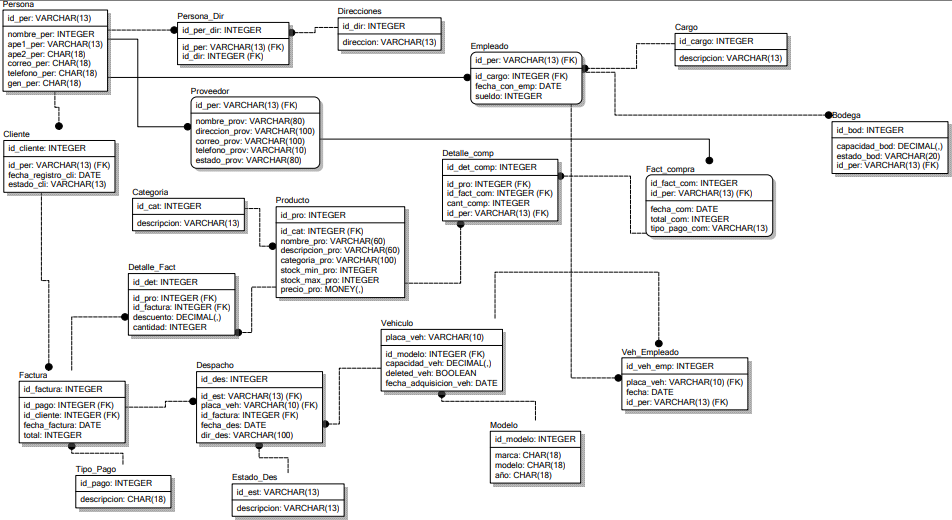 Persona
id_per: VARCHAR(13)
nombre_per: INTEGER
ape1_per: VARCHAR(13)
ape2_per: CHAR(18)
correo_per: CHAR(18)
telefono_per: CHAR(18)
gen_per: CHAR(18)
Persona_Dir
id_per_dir: INTEGER
id_per: VARCHAR(13) (FK)
id_dir: INTEGER (FK)
Direcciones
id_dir: INTEGER
direccion: VARCHAR(13)
Cargo
id_cargo: INTEGER
descripcion: VARCHAR(13)
Empleado
id_per: VARCHAR(13) (FK)
id_cargo: INTEGER (FK)
fecha_con_emp: DATE
sueldo: INTEGER
Proveedor
id_per: VARCHAR(13) (FK)
nombre_prov: VARCHAR(80)
direccion_prov: VARCHAR(100)
correo_prov: VARCHAR(100)
telefono_prov: VARCHAR(10)
estado_prov: VARCHAR(80)
Bodega
id_bod: INTEGER
capacidad_bod: DECIMAL(,)
estado_bod: VARCHAR(20)
id_per: VARCHAR(13) (FK)
Cliente
id_cliente: INTEGER
id_per: VARCHAR(13) (FK)
fecha_registro_cli: DATE
estado_cli: VARCHAR(13)
Detalle_comp
id_det_comp: INTEGER
id_pro: INTEGER (FK)
id_fact_com: INTEGER (FK)
cant_comp: INTEGER
id_per: VARCHAR(13) (FK)
Fact_compra
id_fact_com: INTEGER
id_per: VARCHAR(13) (FK)
fecha_com: DATE
total_com: INTEGER
tipo_pago_com: VARCHAR(13)
Categoria
id_cat: INTEGER
descripcion: VARCHAR(13)
Producto
id_pro: INTEGER
id_cat: INTEGER (FK)
nombre_pro: VARCHAR(60)
descripcion_pro: VARCHAR(60)
categoria_pro: VARCHAR(100)
stock_min_pro: INTEGER
stock_max_pro: INTEGER
precio_pro: MONEY(,)
Detalle_Fact
id_det: INTEGER
id_pro: INTEGER (FK)
id_factura: INTEGER (FK)
descuento: DECIMAL(,)
cantidad: INTEGER
Vehiculo
placa_veh: VARCHAR(10)
id_modelo: INTEGER (FK)
capacidad_veh: DECIMAL(,)
deleted_veh: BOOLEAN
fecha_adquisicion_veh: DATE
Veh_Empleado
id_veh_emp: INTEGER
placa_veh: VARCHAR(10) (FK)
fecha: DATE
id_per: VARCHAR(13) (FK)
Factura
id_factura: INTEGER
id_pago: INTEGER (FK)
id_cliente: INTEGER (FK)
fecha_factura: DATE
total: INTEGER
Despacho
id_des: INTEGER
id_est: VARCHAR(13) (FK)
placa_veh: VARCHAR(10) (FK)
id_factura: INTEGER (FK)
fecha_des: DATE
dir_des: VARCHAR(100)
Modelo
id_modelo: INTEGER
marca: CHAR(18)
modelo: CHAR(18)
año: CHAR(18)
Tipo_Pago
id_pago: INTEGER
descripcion: CHAR(18)
Estado_Des
id_est: VARCHAR(13)
descripcion: VARCHAR(13)